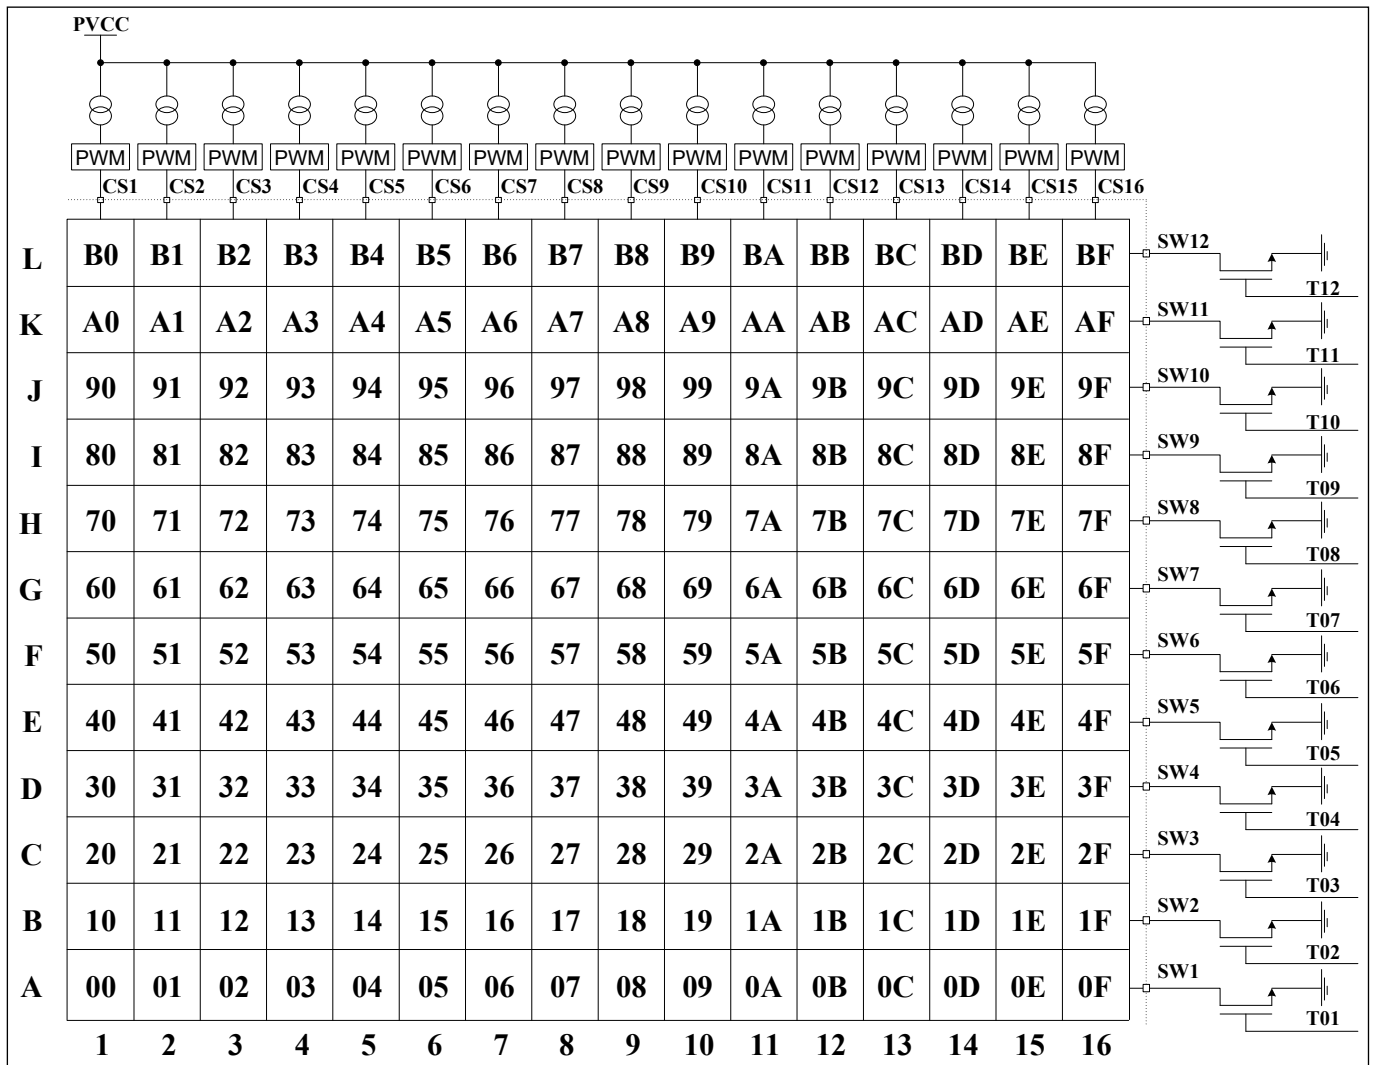 PVCC
PWM PWM PWM PWM PWM PWM PWM PWM PWM PWM PWM PWM PWM PWM PWM PWM
CS1 CS2 CS3 CS4 CS5 CS6 CS7 CS8 CS9 CS10 CS11 CS12 CS13 CS14 CS15 CS16
L B0 B1 B2 B3 B4 B5 B6 B7 B8 B9 BA BB BC BD BE BF SW12
T12
K A0 A1 A2 A3 A4 A5 A6 A7 A8 A9 AA AB AC AD AE AF SW11
T11
J 90 91 92 93 94 95 96 97 98 99 9A 9B 9C 9D 9E 9F SW10
T10
I 80 81 82 83 84 85 86 87 88 89 8A 8B 8C 8D 8E 8F SW9
T09
H 70 71 72 73 74 75 76 77 78 79 7A 7B 7C 7D 7E 7F SW8
T08
G 60 61 62 63 64 65 66 67 68 69 6A 6B 6C 6D 6E 6F SW7
T07
F 50 51 52 53 54 55 56 57 58 59 5A 5B 5C 5D 5E 5F SW6
T06
E 40 41 42 43 44 45 46 47 48 49 4A 4B 4C 4D 4E 4F SW5
T05
D 30 31 32 33 34 35 36 37 38 39 3A 3B 3C 3D 3E 3F SW4
T04
C 20 21 22 23 24 25 26 27 28 29 2A 2B 2C 2D 2E 2F SW3
T03
B 10 11 12 13 14 15 16 17 18 19 1A 1B 1C 1D 1E 1F SW2
T02
A 00 01 02 03 04 05 06 07 08 09 0A 0B 0C 0D 0E 0F SW1
T01
1 2 3 4 5 6 7 8 9 10 11 12 13 14 15 16